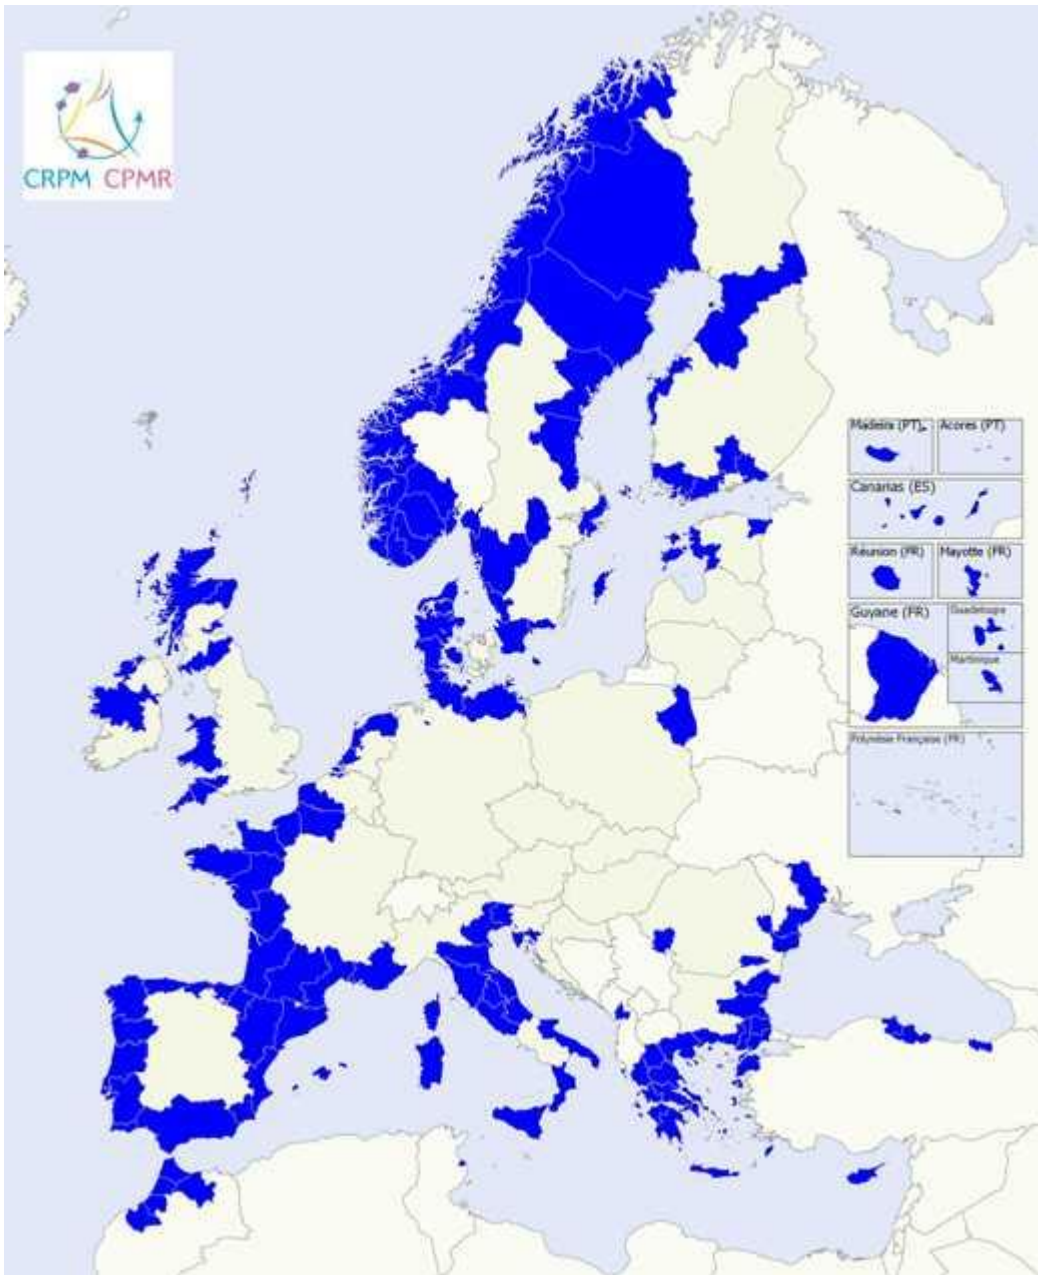 CRPM CPMR
Madeira (PT)
Acores (PT)
Canarias (ES)
Réunion (FR)
Mayotte (FR)
Guyane (FR)
Guadeloupe
Martinique
Polynésie Française (FR)